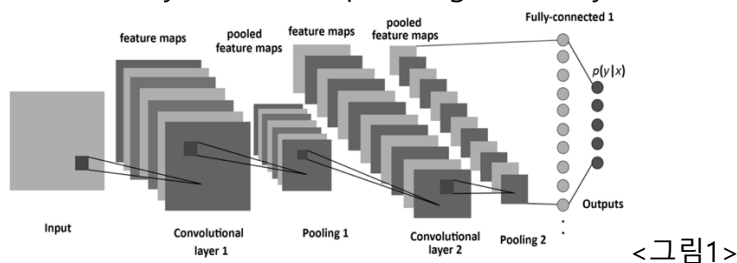 Fully-connected 1
feature maps
pooled
feature maps
feature maps
pooled
feature maps
p(y|x)
Input
Convolutional
layer 1
Pooling 1
Convolutional
layer 2
Pooling 2
Outputs
<그림1>